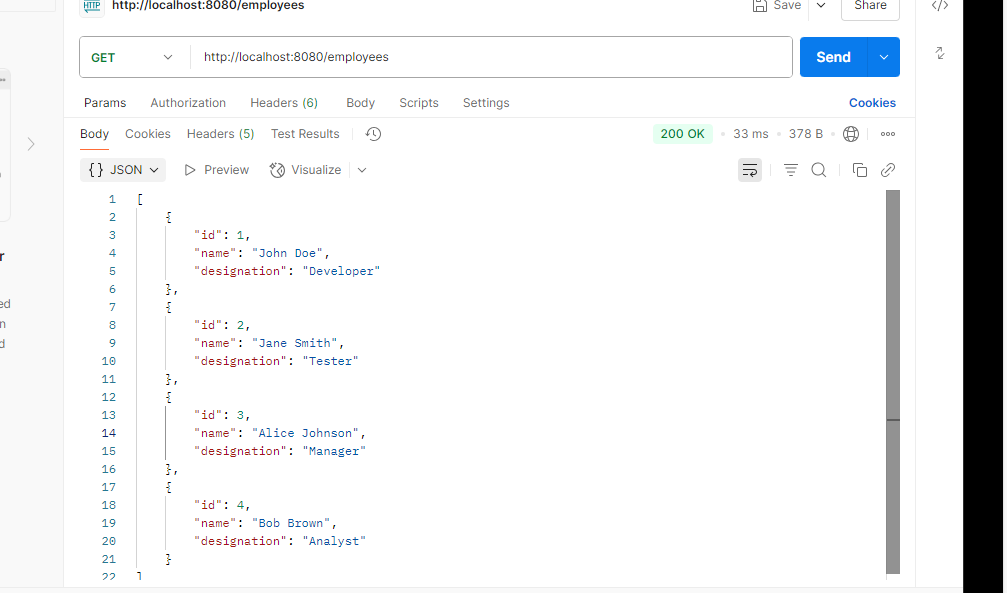 HTTP http://localhost:8080/employees Save Share
GET http://localhost:8080/employees Send
Params Authorization Headers (6) Body Scripts Settings Cookies
Body Cookies Headers (5) Test Results 200 OK 33 ms 378 B
{} JSON Preview Visualize
1 [
2 {
3 "id": 1,
4 "name": "John Doe",
5 "designation": "Developer"
6 },
7 {
8 "id": 2,
9 "name": "Jane Smith",
10 "designation": "Tester"
11 },
12 {
13 "id": 3,
14 "name": "Alice Johnson",
15 "designation": "Manager"
16 },
17 {
18 "id": 4,
19 "name": "Bob Brown",
20 "designation": "Analyst"
21 }
22 ]